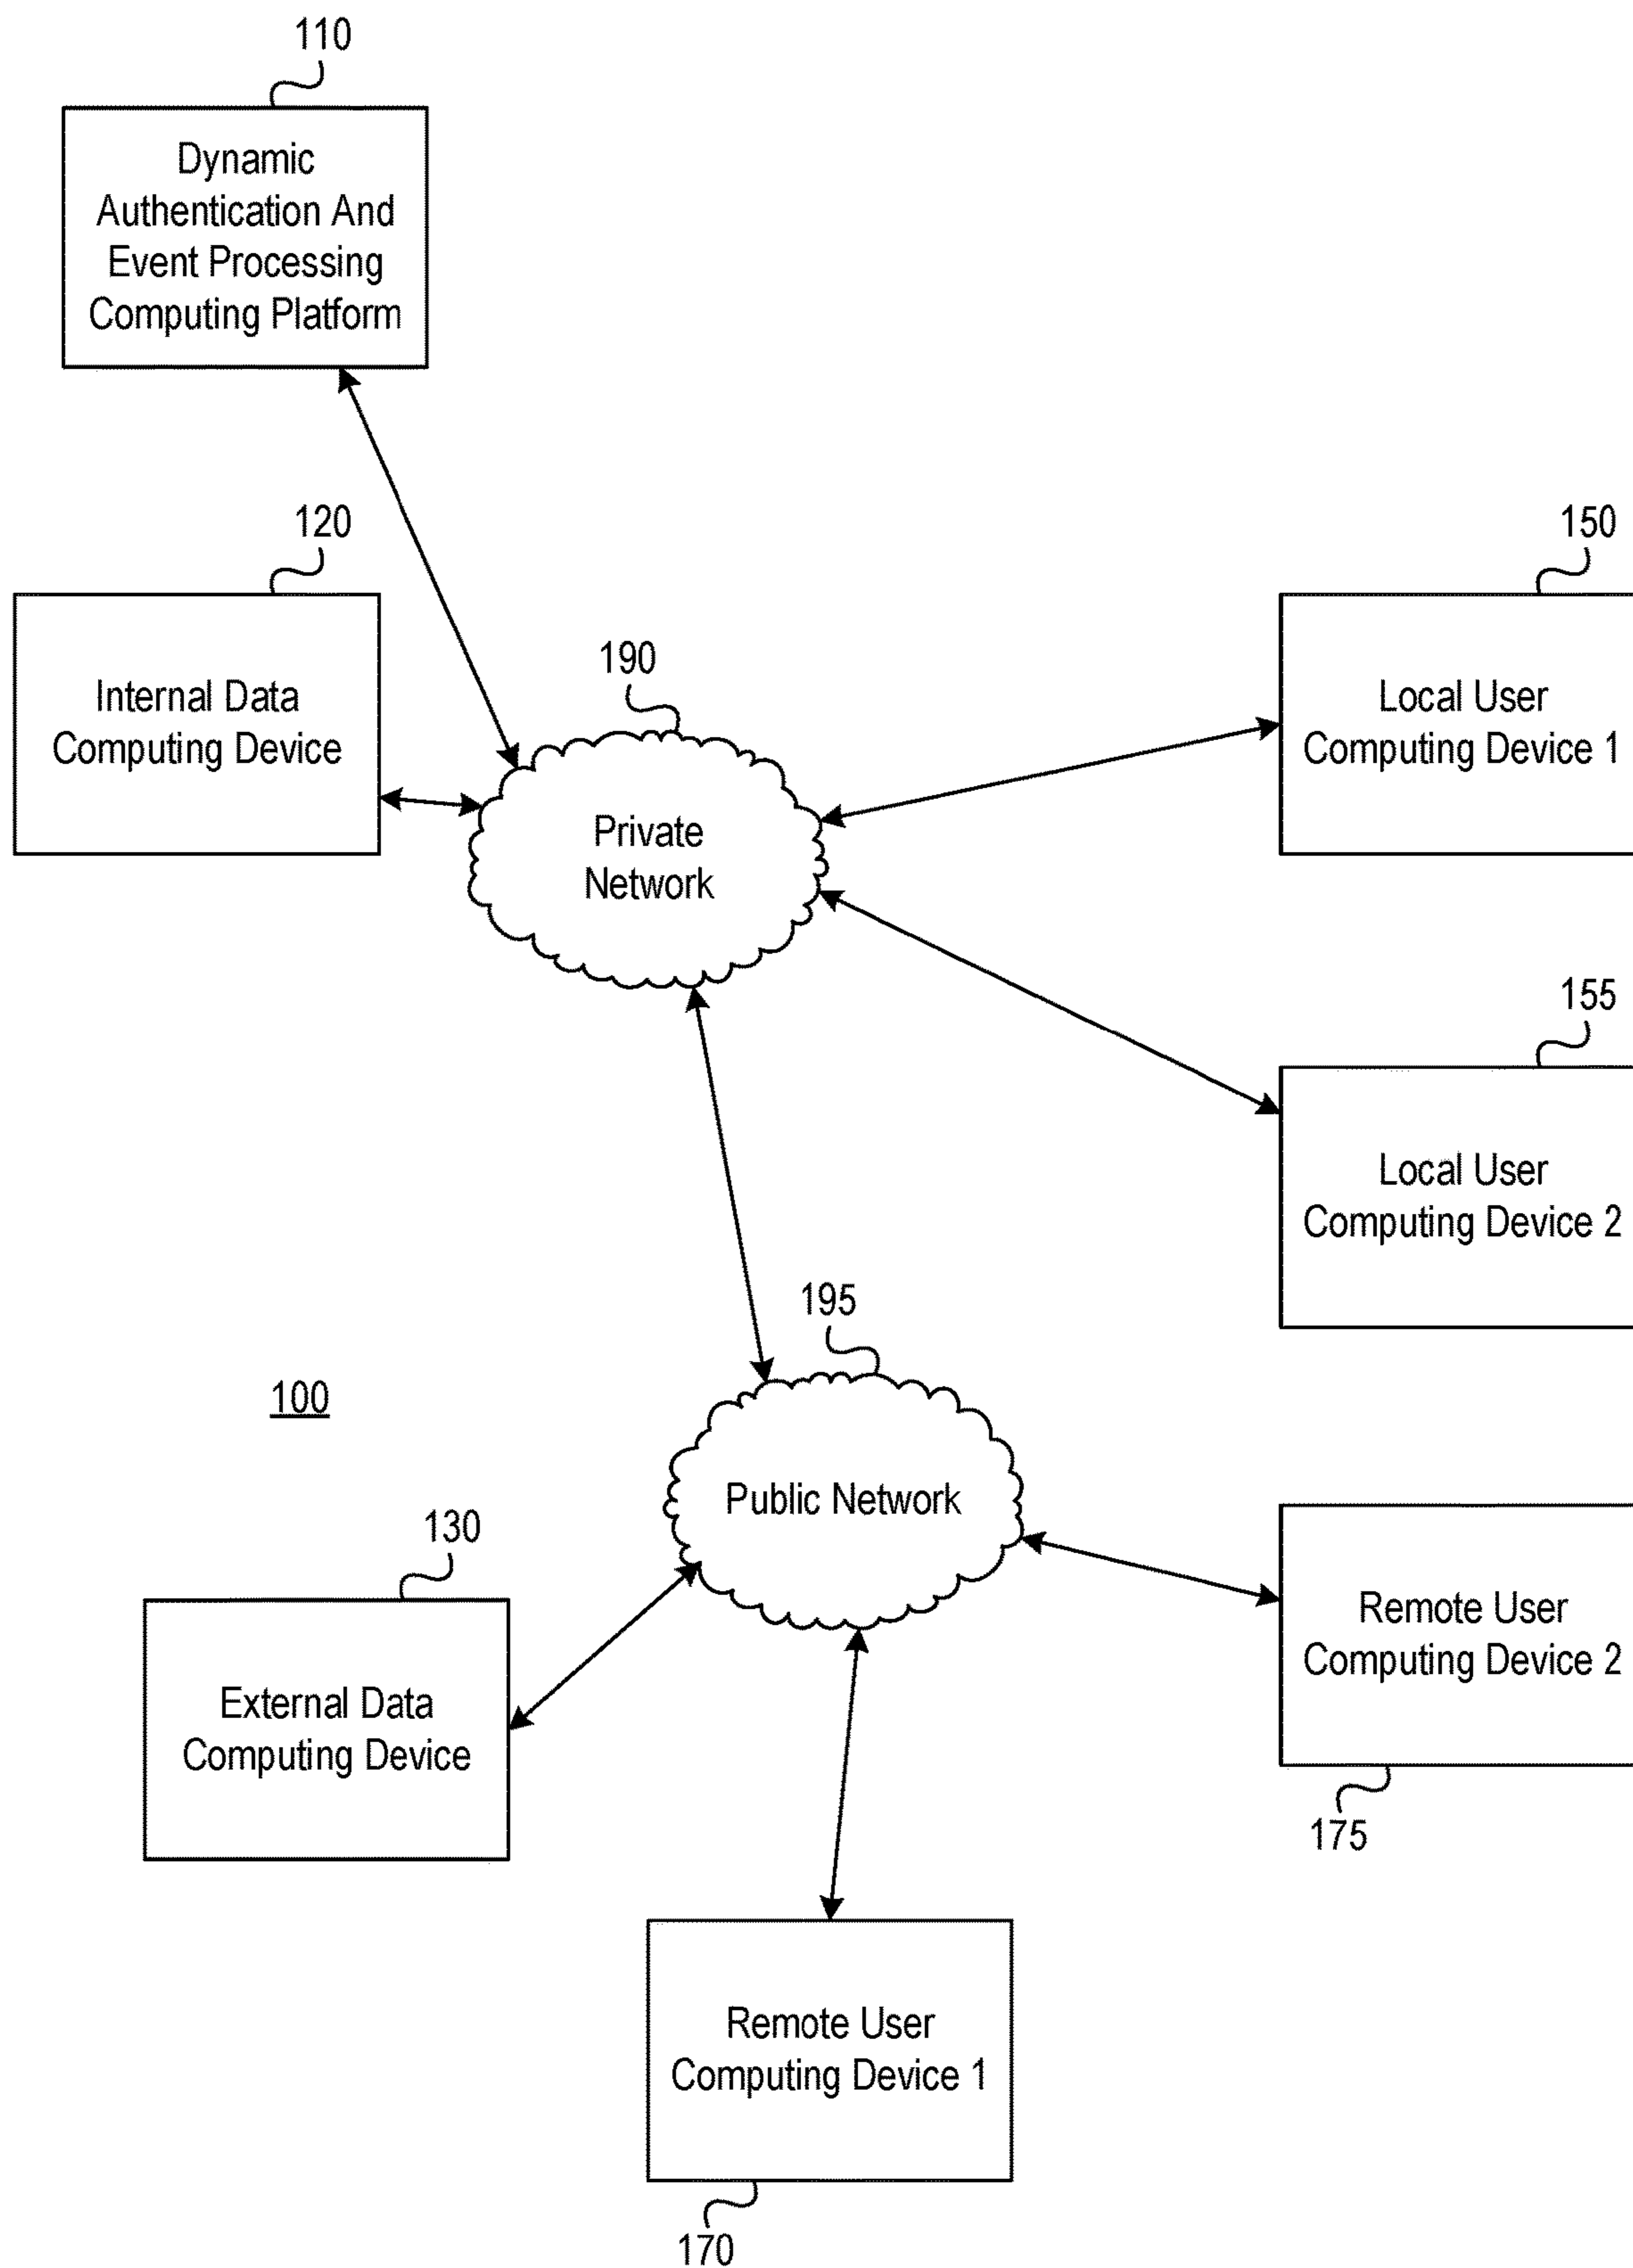 110
Dynamic
Authentication And
Event Processing
Computing Platform
120
Internal Data
Computing Device
190
Private
Network
150
Local User
Computing Device 1
155
Local User
Computing Device 2
195
Public Network
100
130
External Data
Computing Device
Remote User
Computing Device 2
175
Remote User
Computing Device 1
170